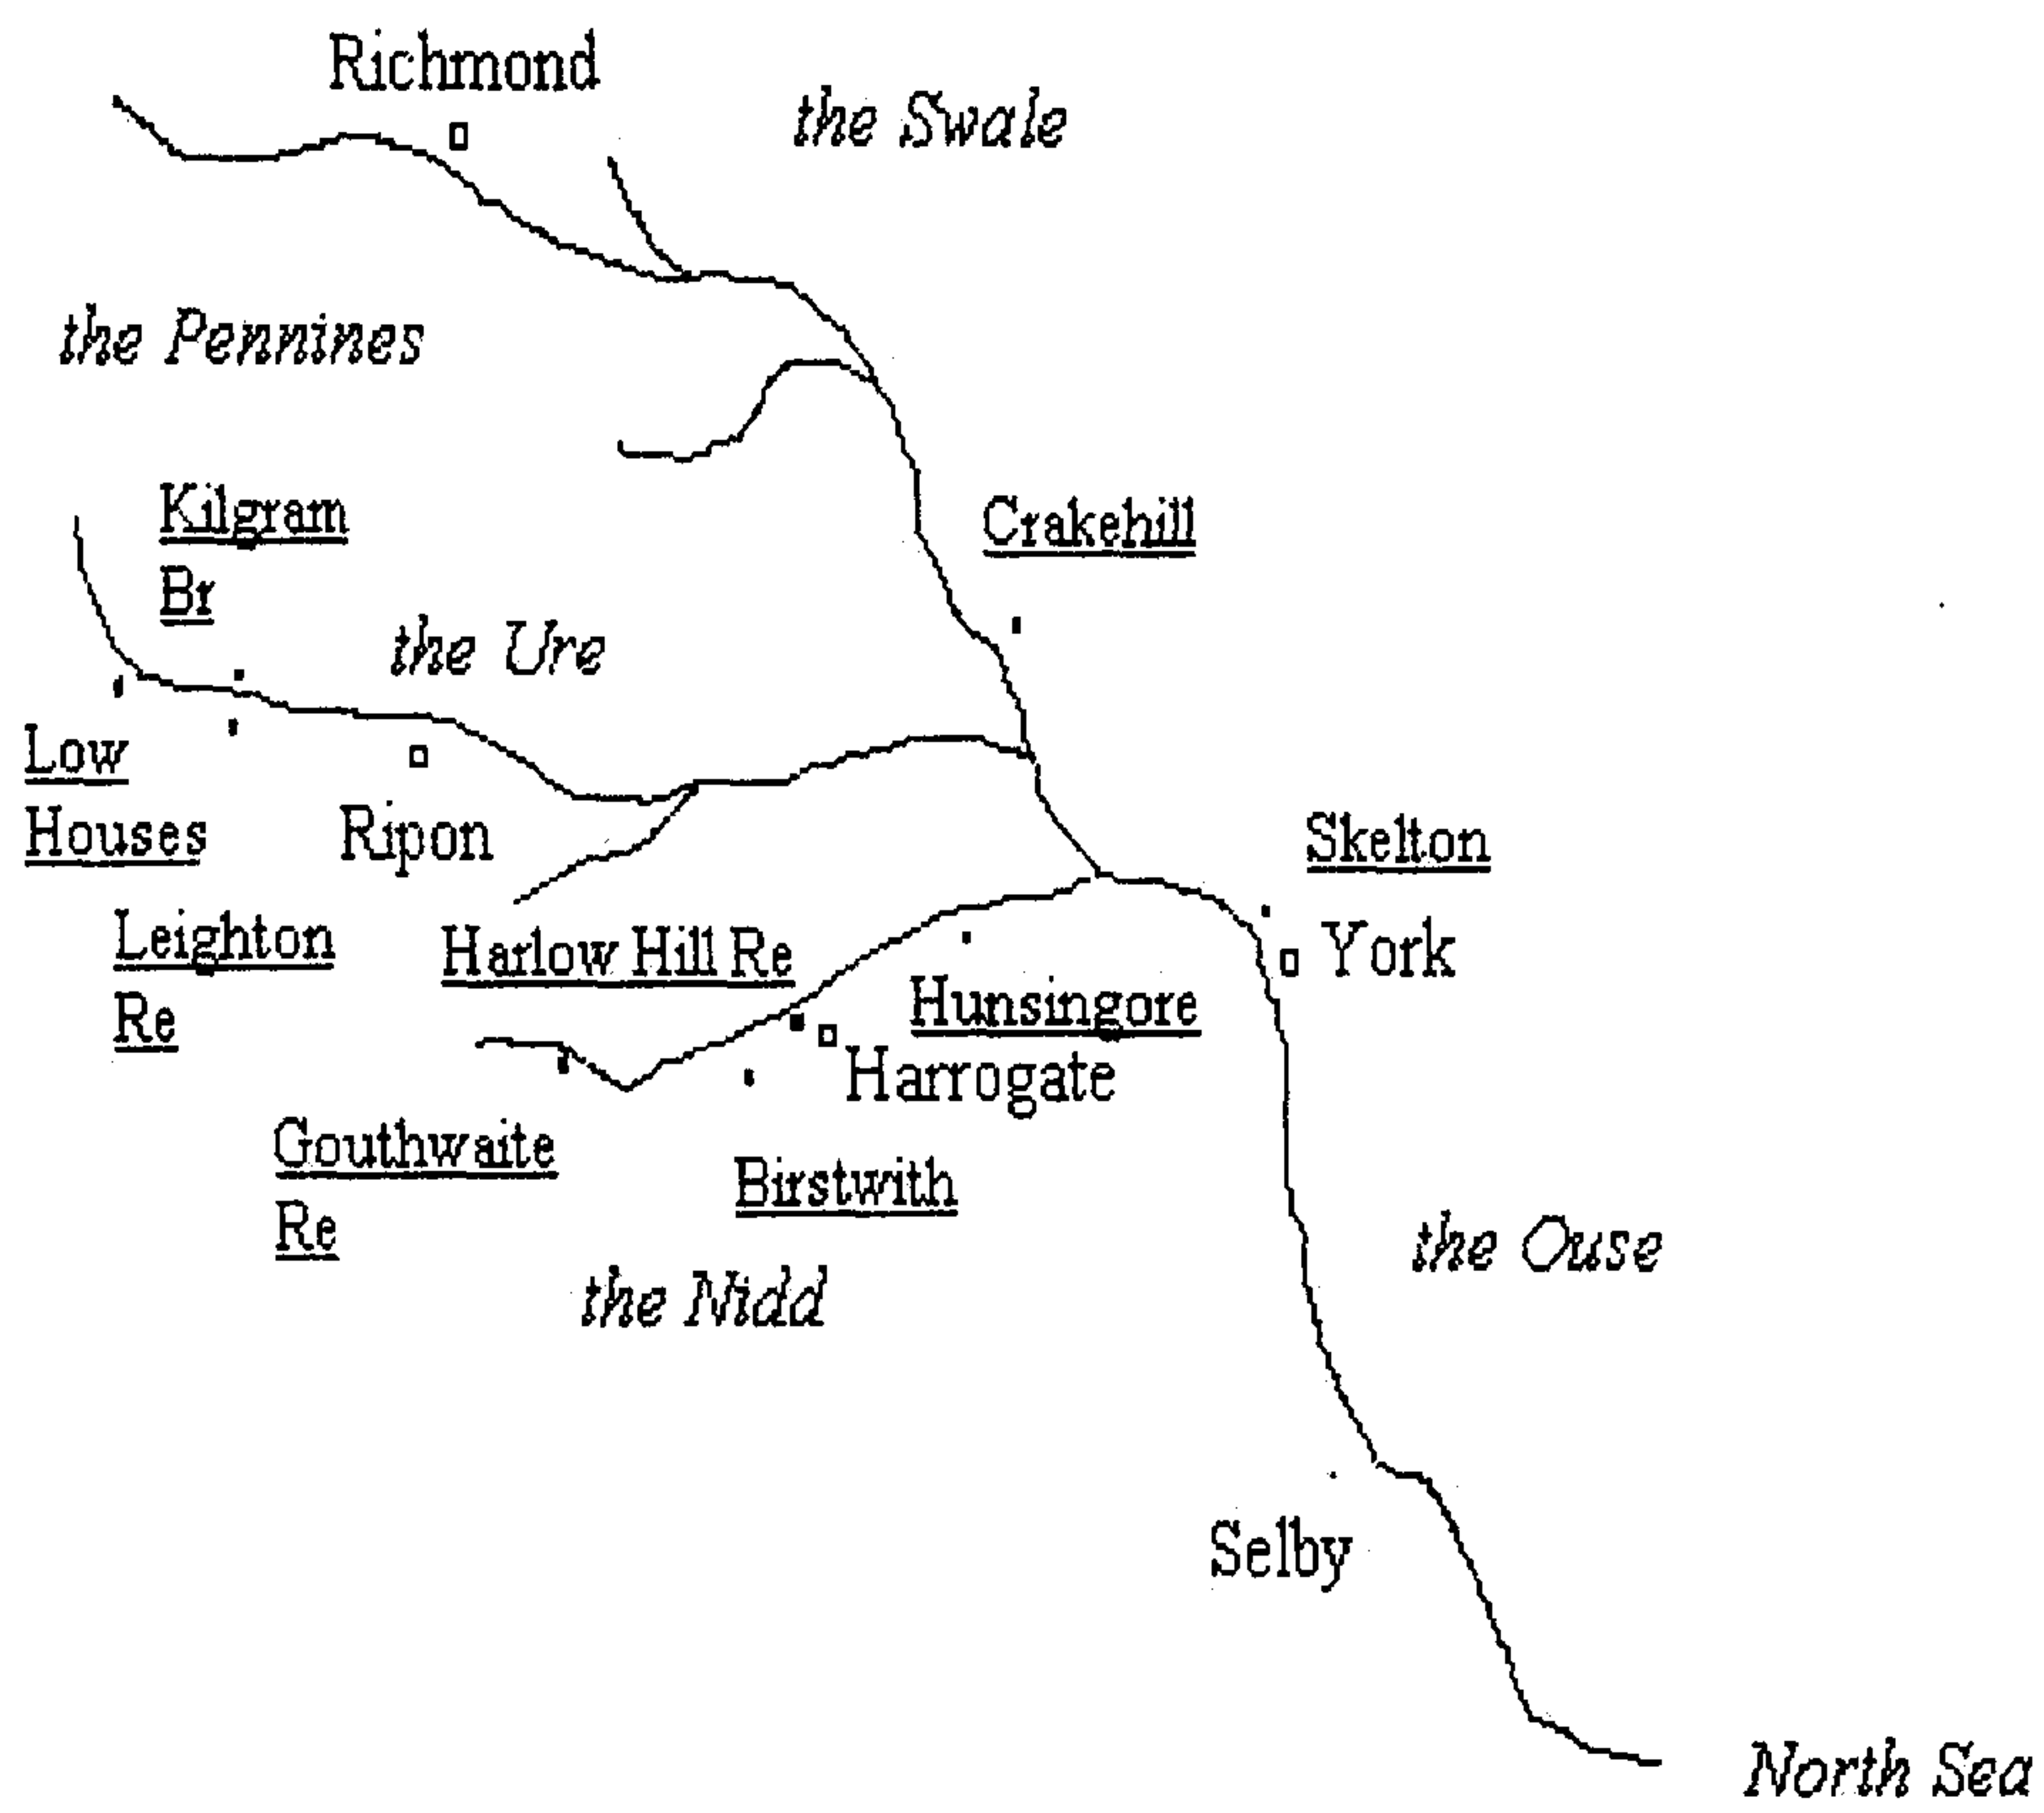 Richmond
the Swale
the Pennines
Kilgram
Br
Crakehill
the Ure
Low
Houses
Ripon
Skelton
Leighton
Re
Harlow Hill Re
York
Hunsingore
Harrogate
Gouthwaite
Re
Birstwith
the Ouse
the Nidd
Selby
North Sea